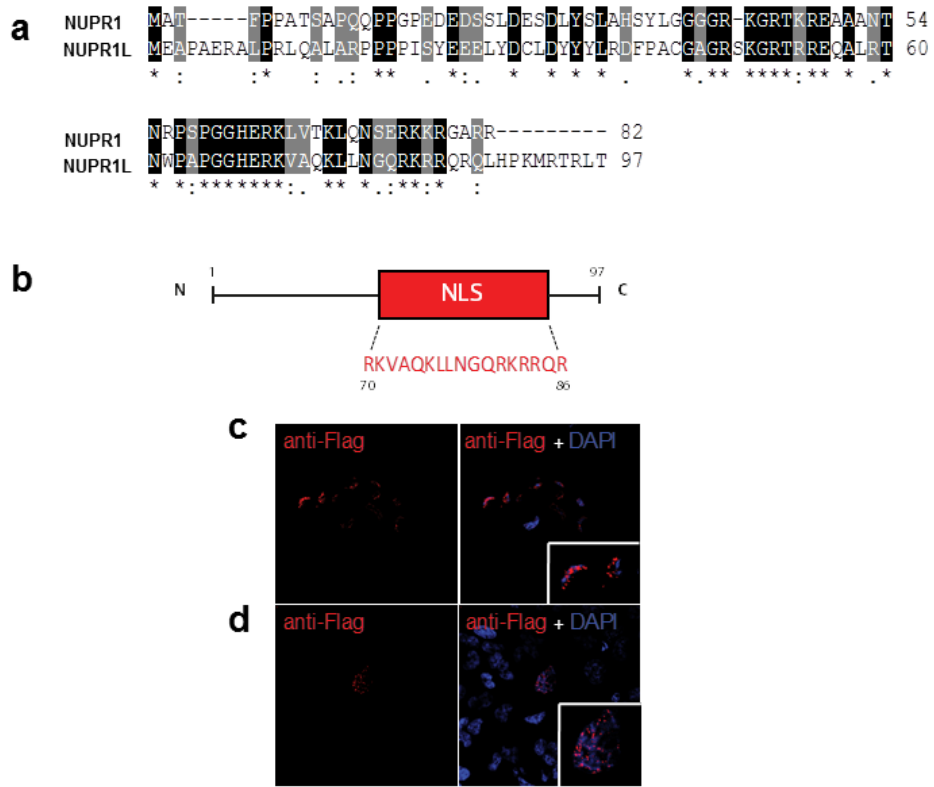 a
NUPR1 MAT-----FPPATSAPQQPPGPEDEDSSLDESDLYSLAHSYLGGGGR-KGRTKREAAANT 54
NUPR1L MEAPAERALPRLQALARPPPPISYEEELYDCLDYYYLRDFPACGAGRSKGRTRREQALRT 60
* :     :*   : .: **  . *:.  *  * * * .    *.** ****:** * .*
NUPR1 NRPSPGGHERKLVTKLQNSERKKRGARR--------- 82
NUPR1L NWPAPGGHERKVAQKLLNGQRKRRQRQLHPKMRTRLT 97
* *:*******:. ** *.:**:*  :
b
1 97
N NLS C
RKVAQKLLNGQRKRRQR
70 86
c
anti-Flag anti-Flag + DAPI
d
anti-Flag anti-Flag + DAPI